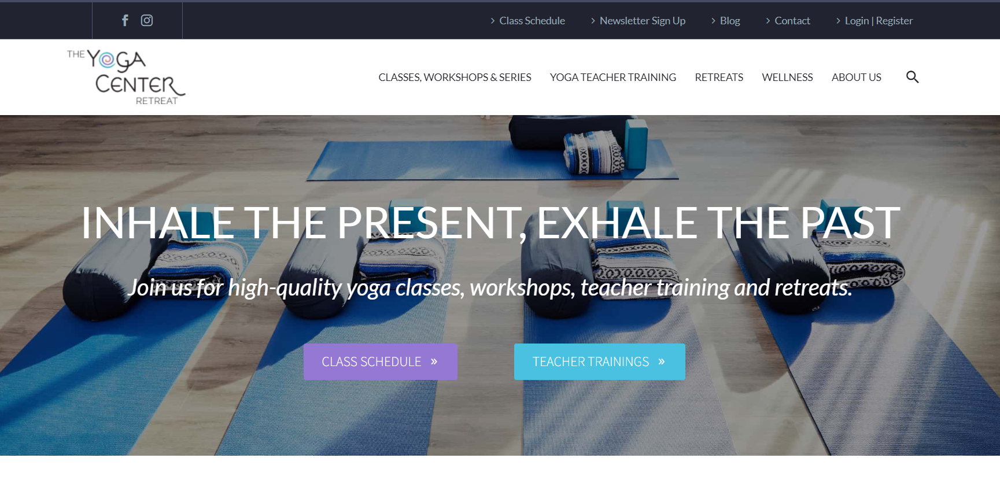 Class Schedule
Newsletter Sign Up
Blog
Contact
Login | Register
THE YOGA
CENTER
RETREAT
CLASSES, WORKSHOPS & SERIES
YOGA TEACHER TRAINING
RETREATS
WELLNESS
ABOUT US
INHALE THE PRESENT, EXHALE THE PAST
Join us for high-quality yoga classes, workshops, teacher training and retreats.
CLASS SCHEDULE »
TEACHER TRAININGS »